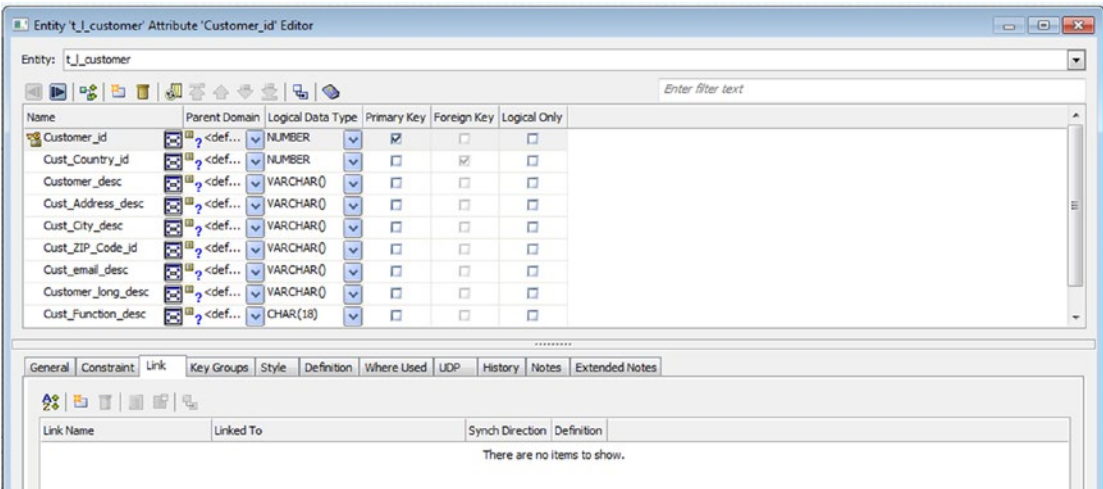 Entity 't_l_customer' Attribute 'Customer_id' Editor
Entity: t_l_customer
Enter filter text
Name Parent Domain Logical Data Type Primary Key Foreign Key Logical Only
Customer_id <def... NUMBER
Cust_Country_id <def... NUMBER
Customer_desc <def... VARCHAR()
Cust_Address_desc <def... VARCHAR()
Cust_City_desc <def... VARCHAR()
Cust_ZIP_Code_id <def... VARCHAR()
Cust_email_desc <def... VARCHAR()
Customer_long_desc <def... VARCHAR()
Cust_Function_desc <def... CHAR(18)
General Constraint Link Key Groups Style Definition Where Used UDP History Notes Extended Notes
Link Name Linked To Synch Direction Definition
There are no items to show.